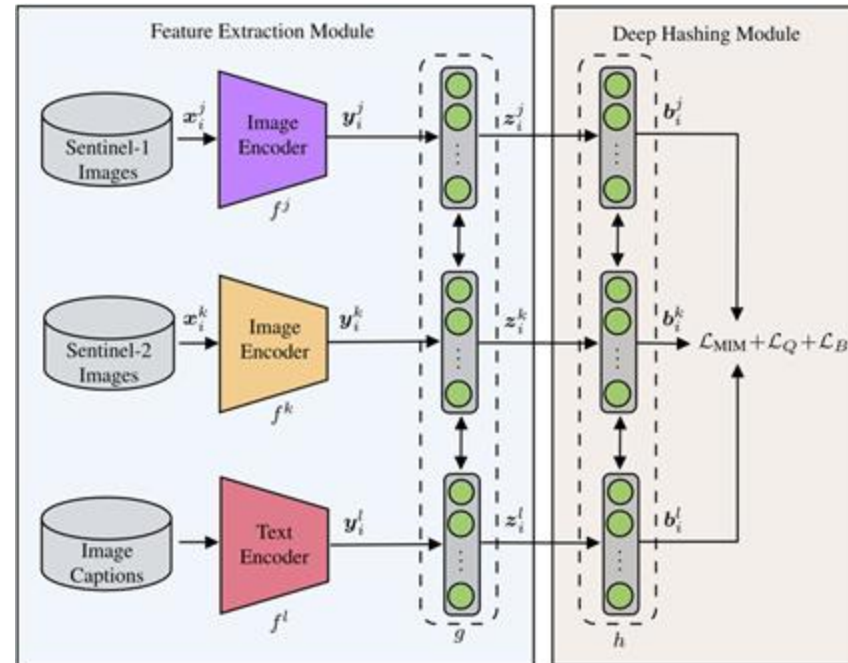 Feature Extraction Module
Deep Hashing Module
x_i^j
Sentinel-1
Images
Image
Encoder
f^j
y_i^j
z_i^j
b_i^j
x_i^k
Sentinel-2
Images
Image
Encoder
f^k
y_i^k
z_i^k
b_i^k
ℒ_MIM + ℒ_Q + ℒ_B
Image
Captions
Text
Encoder
f^l
y_i^l
z_i^l
b_i^l
g
h